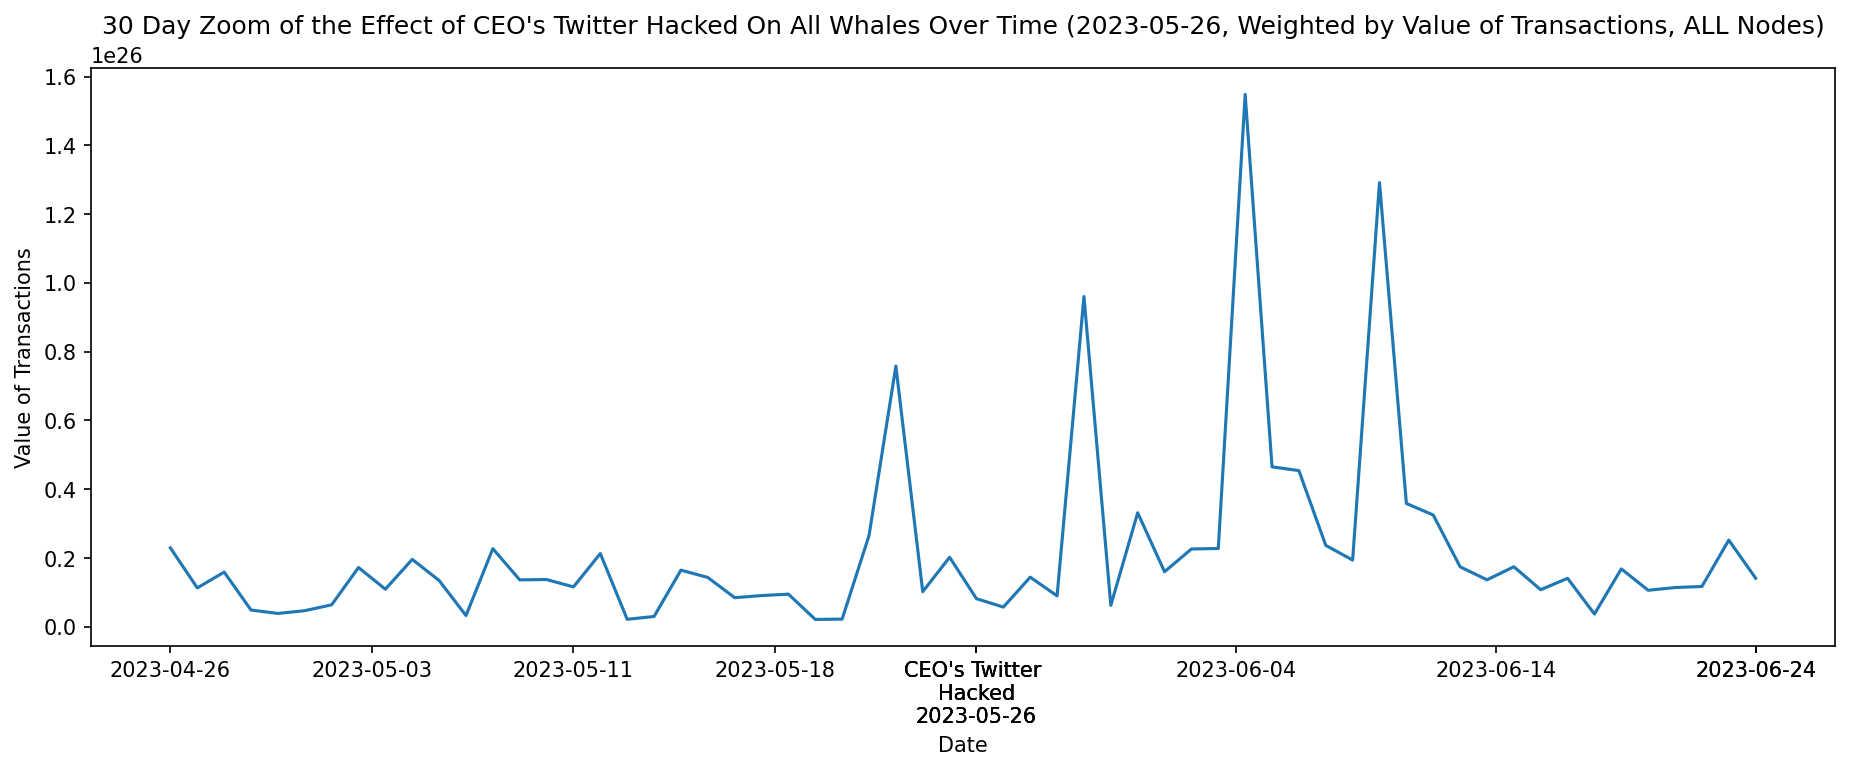 30 Day Zoom of the Effect of CEO's Twitter Hacked On All Whales Over Time (2023-05-26, Weighted by Value of Transactions, ALL Nodes)
1e26
1.6
1.4
1.2
1.0
0.8
0.6
0.4
0.2
0.0
Value of Transactions
2023-04-26
2023-05-03
2023-05-11
2023-05-18
CEO's Twitter
Hacked
2023-05-26
2023-06-04
2023-06-14
2023-06-24
Date